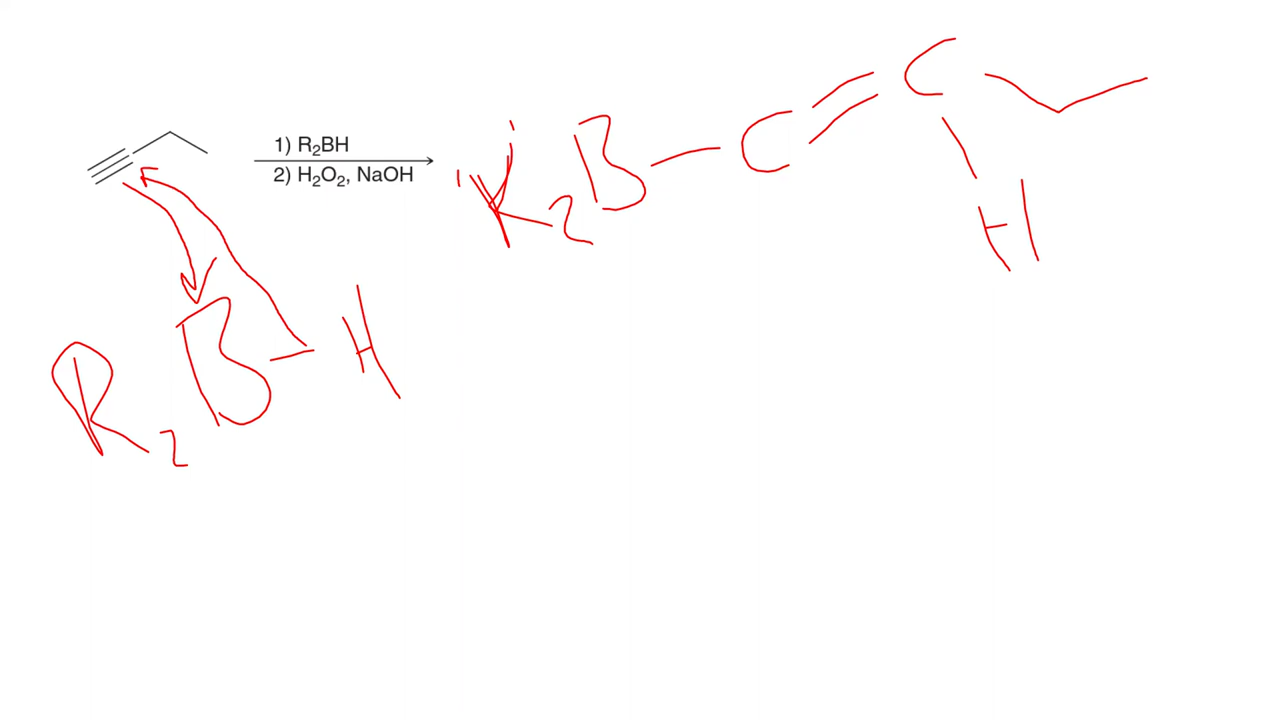 1) R₂BH
2) H₂O₂, NaOH
R₂B-C=C
H
R₂B-H